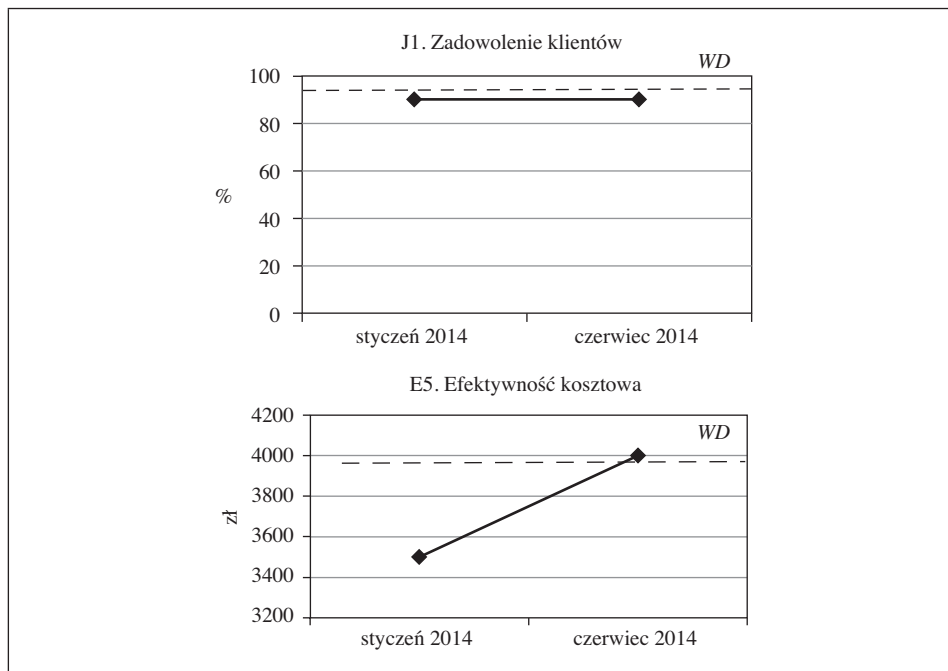 J1. Zadowolenie klientów
WD
100
80
60
40
20
0
%
styczeń 2014 czerwiec 2014
E5. Efektywność kosztowa
WD
4200
4000
3800
3600
3400
3200
zł
styczeń 2014 czerwiec 2014